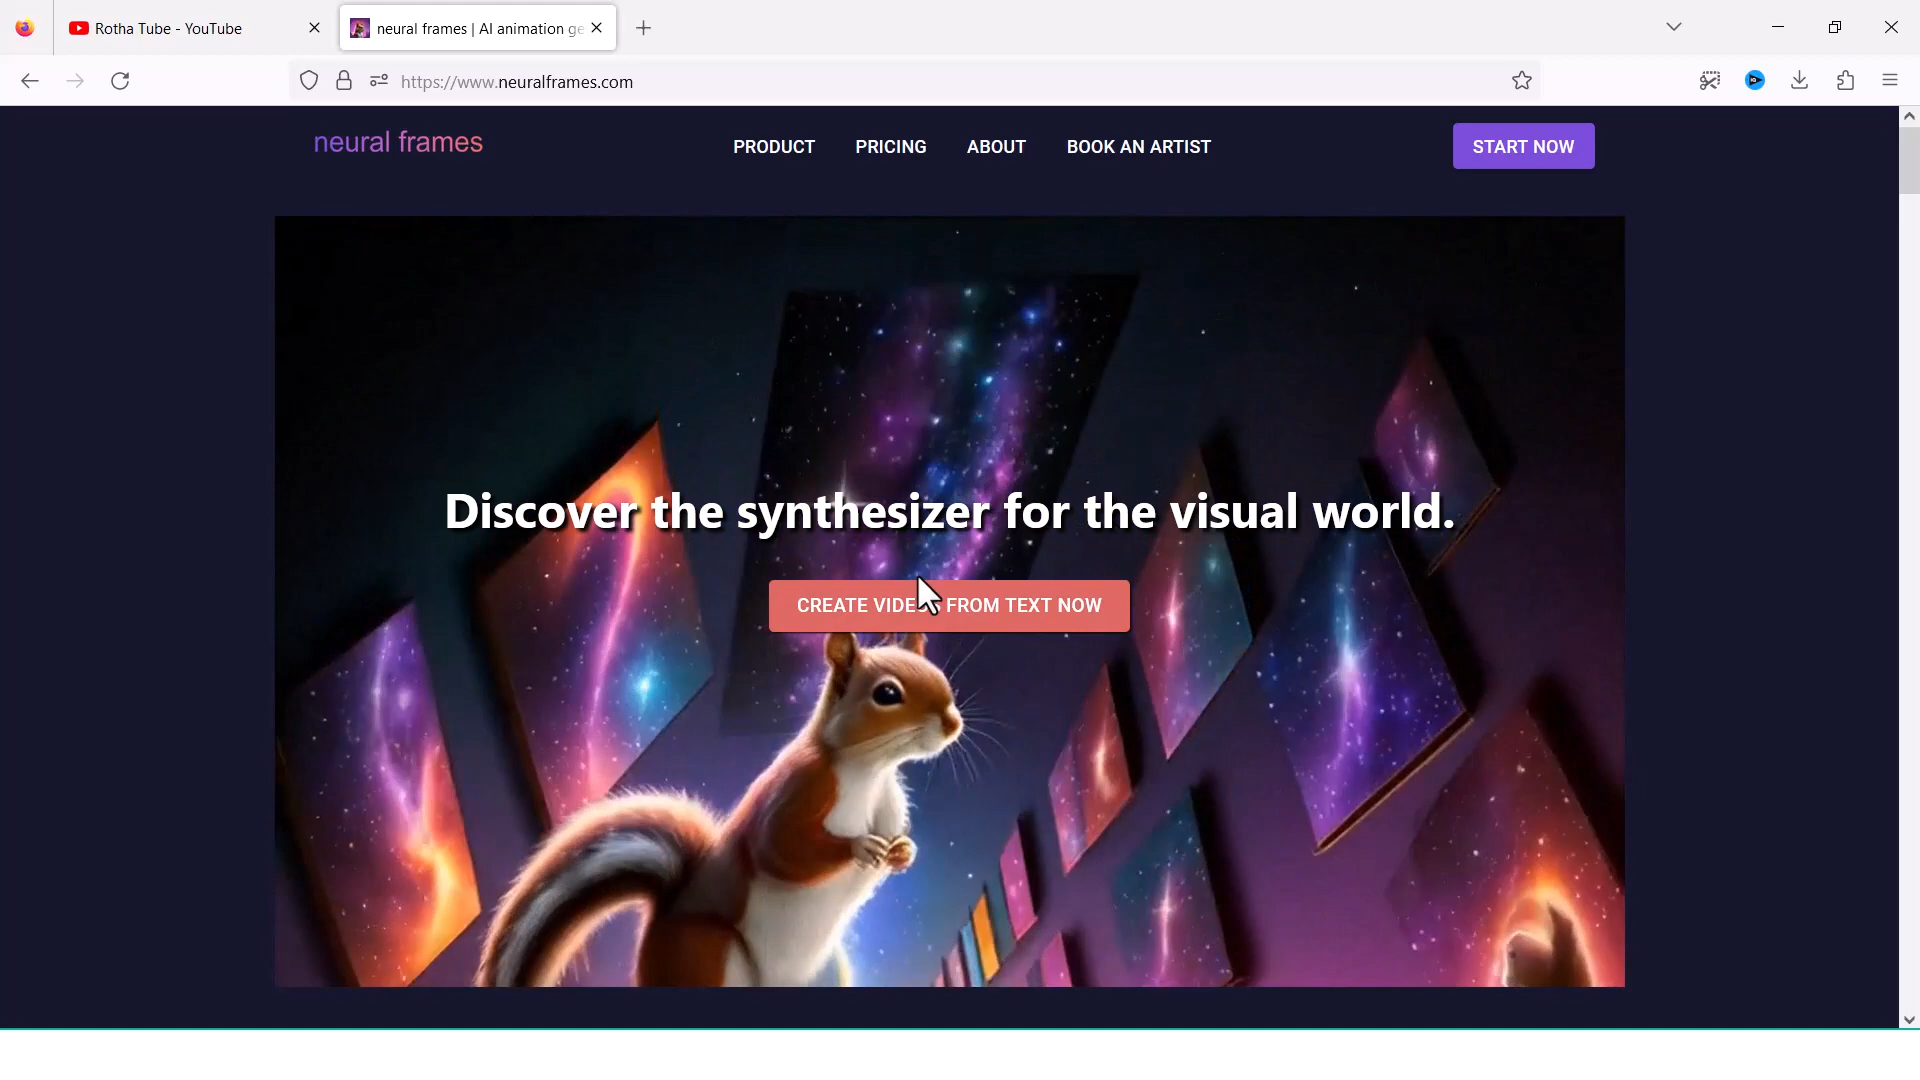 Rotha Tube - YouTube
neural frames | AI animation ge
https://www.neuralframes.com
neural frames
PRODUCT
PRICING
ABOUT
BOOK AN ARTIST
START NOW
Discover the synthesizer for the visual world.
CREATE VIDEOS FROM TEXT NOW